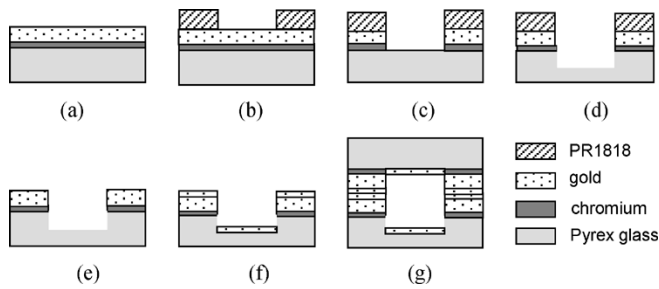 (a)
(b)
(c)
(d)
(e)
(f)
(g)
PR1818
gold
chromium
Pyrex glass